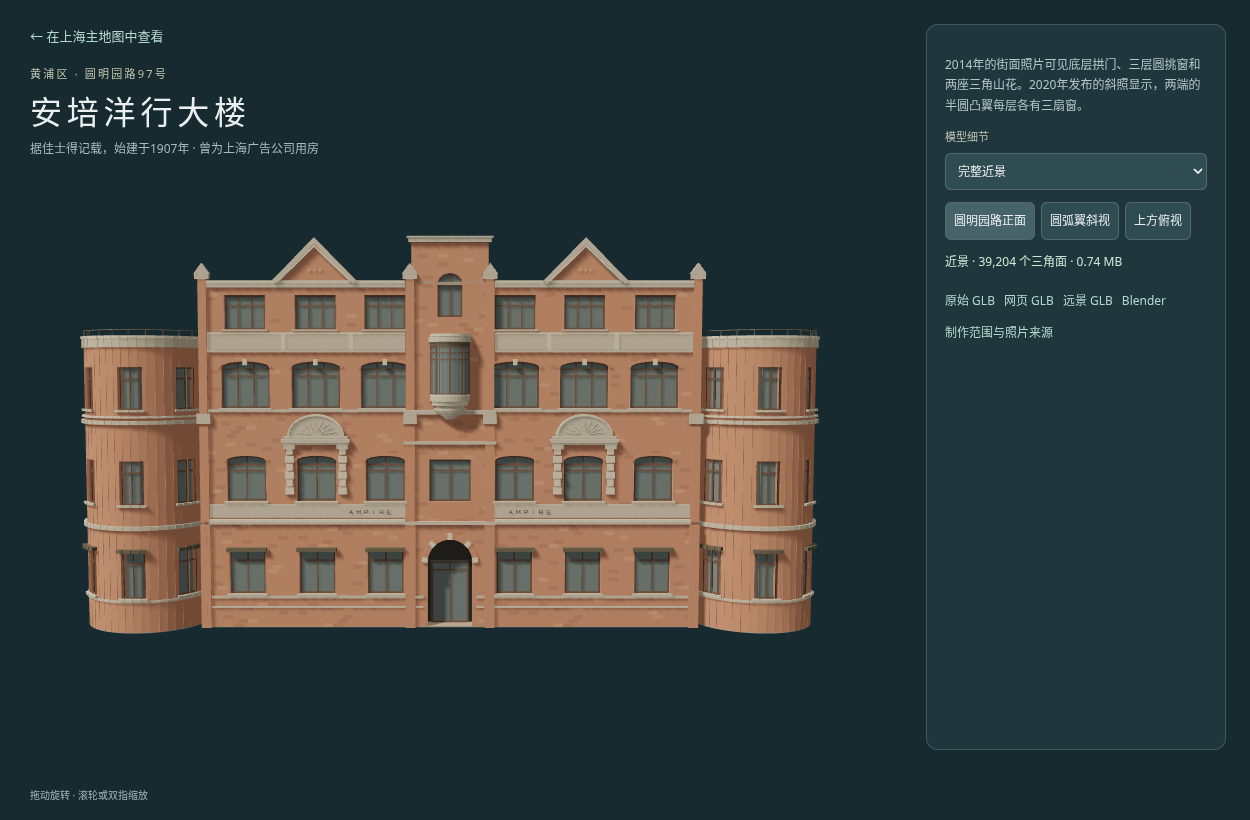 ← 在上海主地图中查看
黄浦区 · 圆明园路97号
安培洋行大楼
据佳士得记载，始建于1907年 · 曾为上海广告公司用房
2014年的街面照片可见底层拱门、三层圆挑窗和
两座三角山花。2020年发布的斜照显示，两端的
半圆凸翼每层各有三扇窗。
模型细节
完整近景
圆明园路正面 圆弧翼斜视 上方俯视
近景 · 39,204 个三角面 · 0.74 MB
原始 GLB 网页 GLB 远景 GLB Blender
制作范围与照片来源
AMPIRE AMPIRE
拖动旋转 · 滚轮或双指缩放